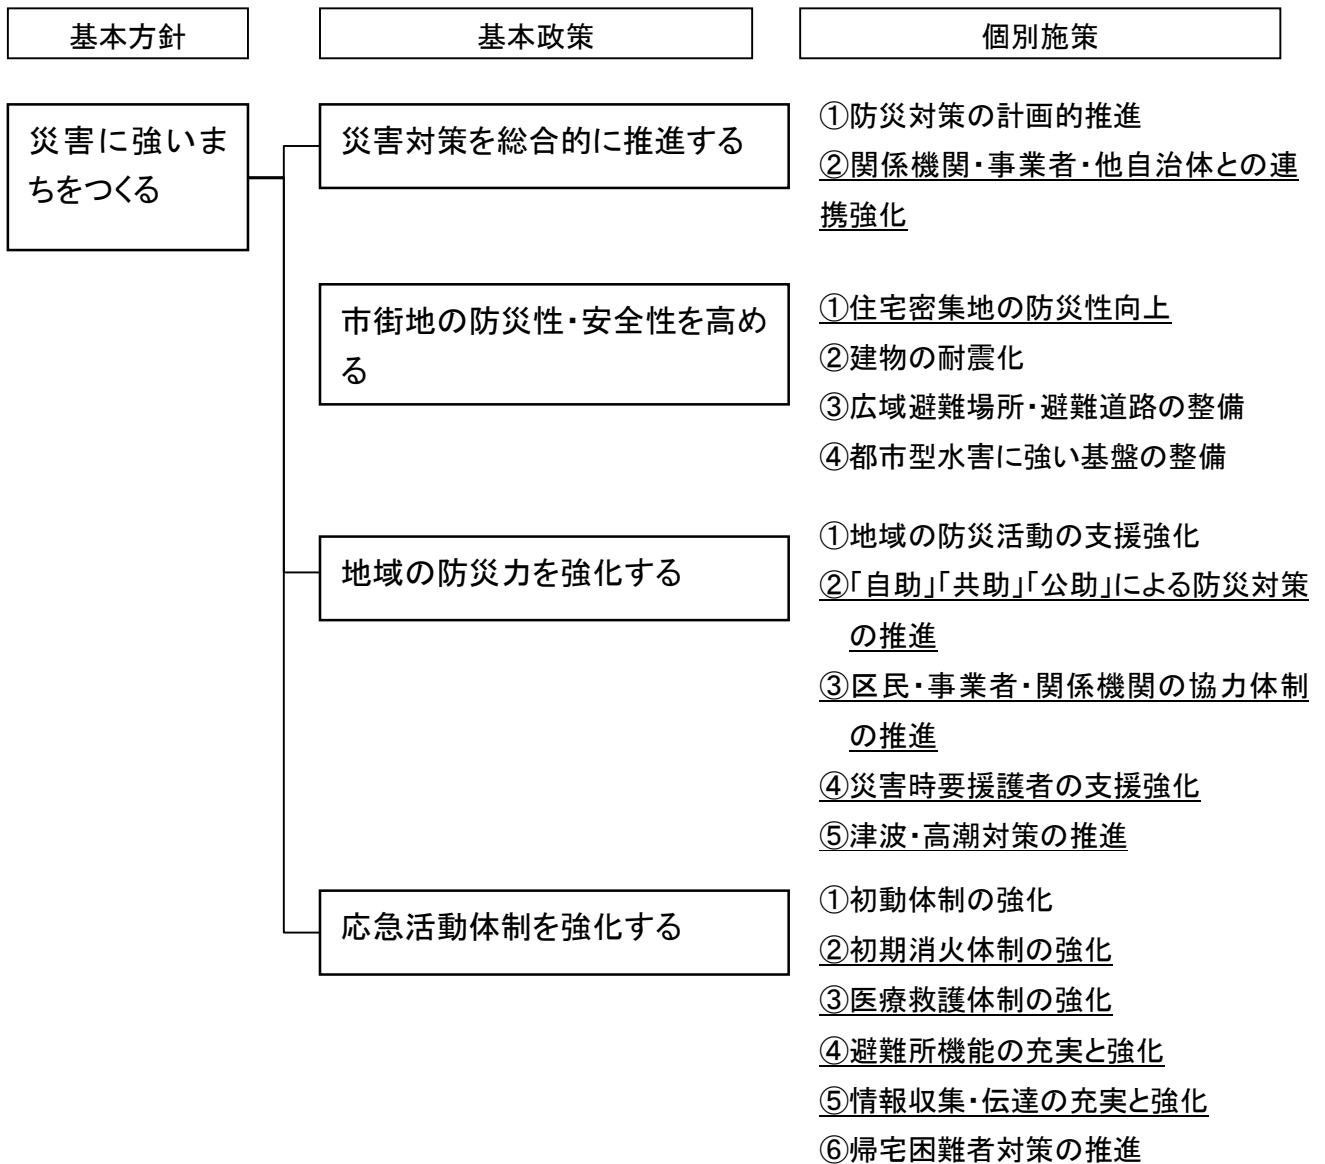 基本方針
基本政策
個別施策
災害に強いま
ちをつくる
災害対策を総合的に推進する
①防災対策の計画的推進
②関係機関・事業者・他自治体との連
携強化
市街地の防災性・安全性を高め
る
①住宅密集地の防災性向上
②建物の耐震化
③広域避難場所・避難道路の整備
④都市型水害に強い基盤の整備
地域の防災力を強化する
①地域の防災活動の支援強化
②「自助」「共助」「公助」による防災対策
の推進
③区民・事業者・関係機関の協力体制
の推進
④災害時要援護者の支援強化
⑤津波・高潮対策の推進
応急活動体制を強化する
①初動体制の強化
②初期消火体制の強化
③医療救護体制の強化
④避難所機能の充実と強化
⑤情報収集・伝達の充実と強化
⑥帰宅困難者対策の推進